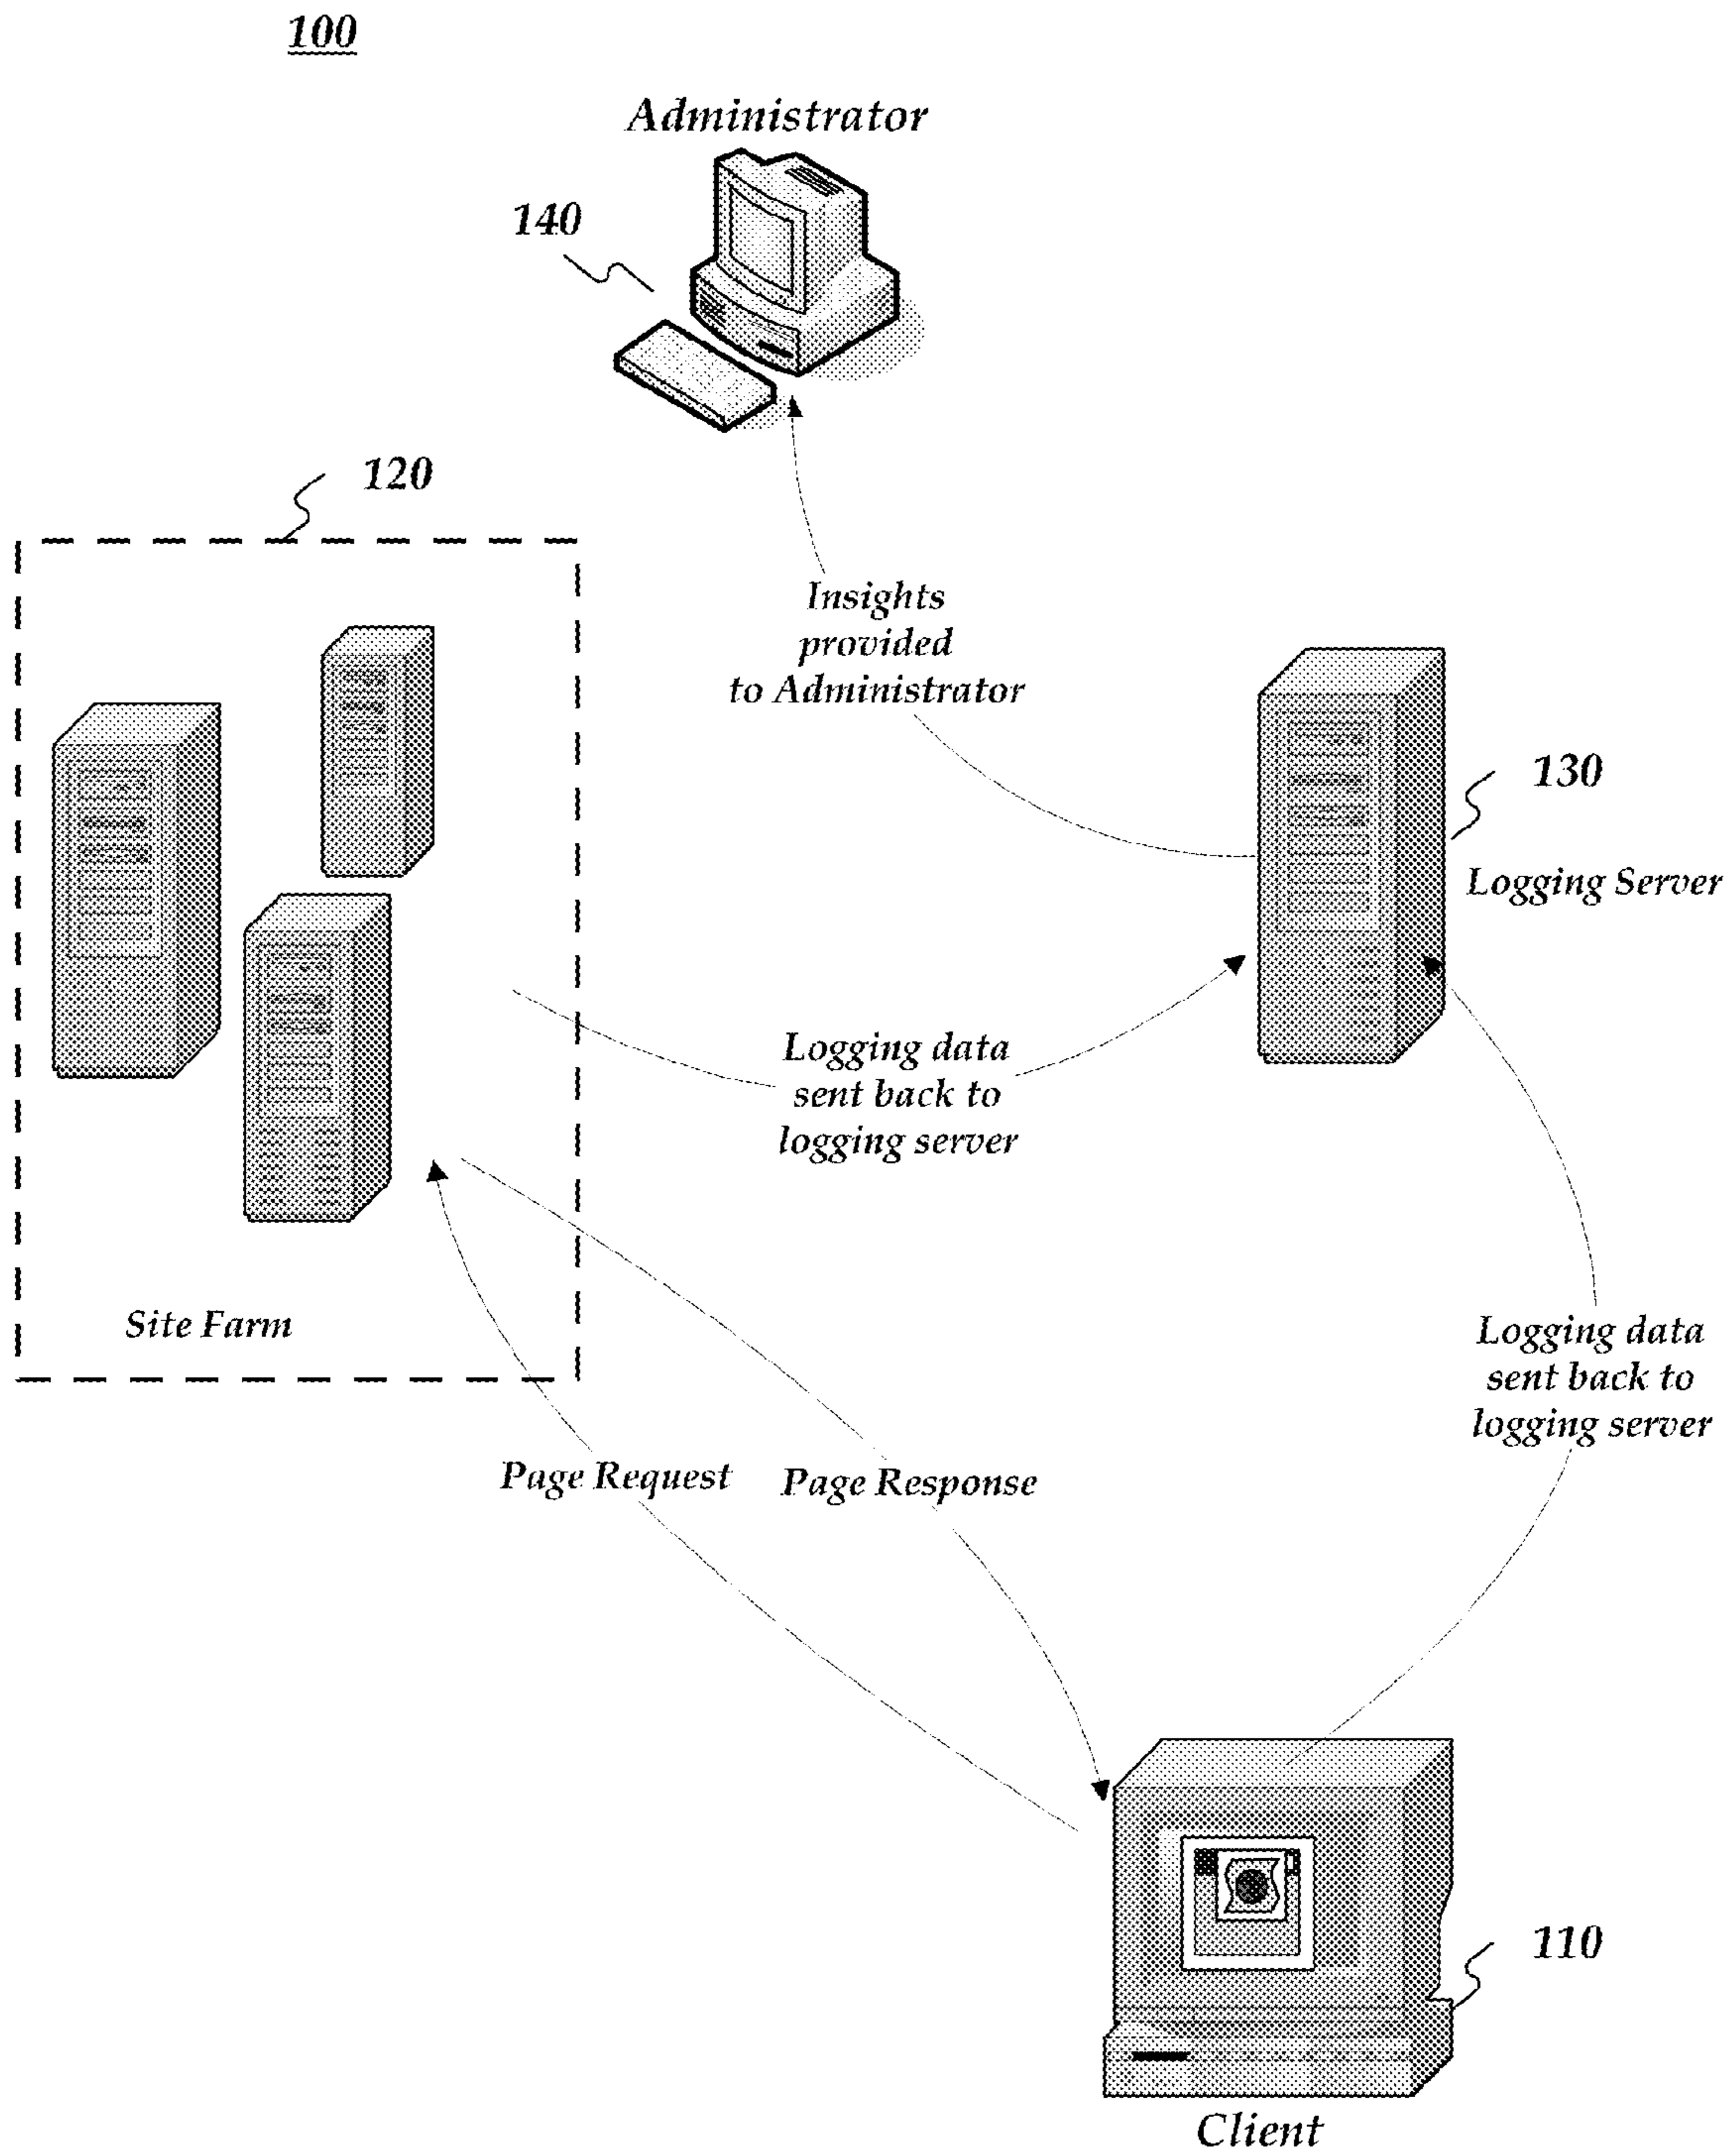 100
Administrator
140
120
Insights
provided
to Administrator
130
Logging Server
Logging data
sent back to
logging server
Site Farm
Logging data
sent back to
logging server
Page Request
Page Response
110
Client